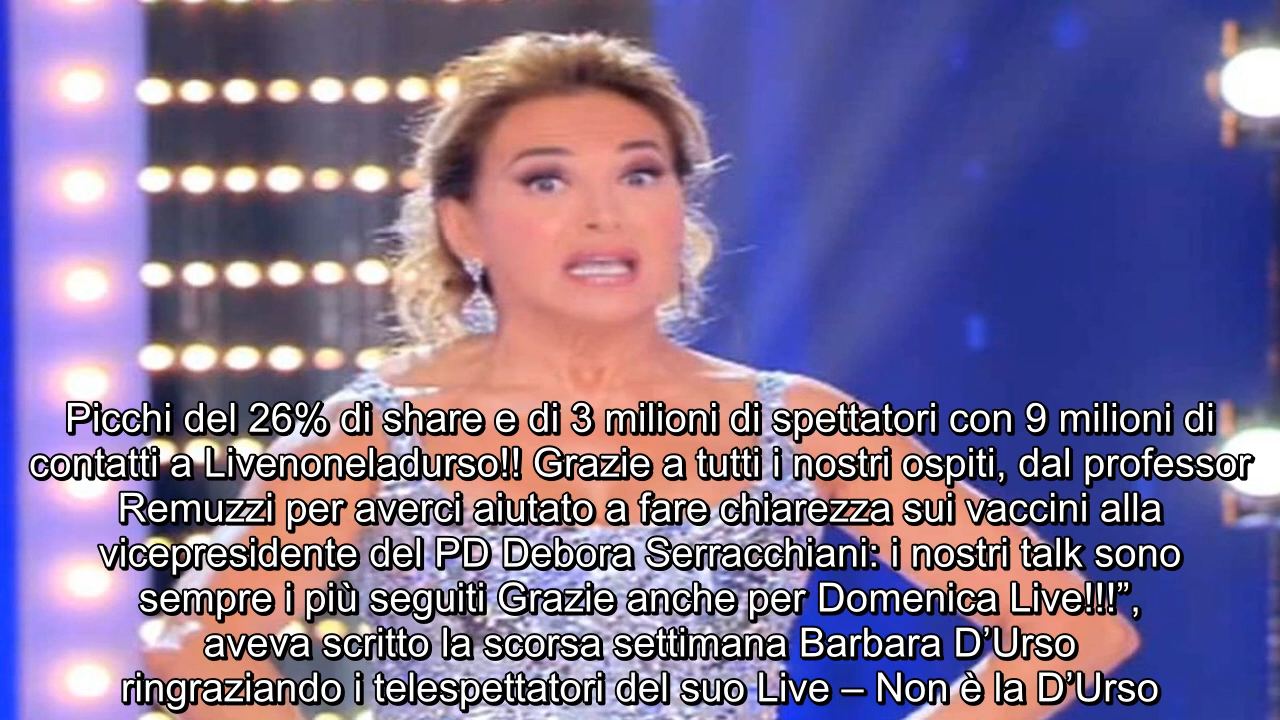 Picchi del 26% di share e di 3 milioni di spettatori con 9 milioni di
contatti a Livenoneladurso!! Grazie a tutti i nostri ospiti, dal professor
Remuzzi per averci aiutato a fare chiarezza sui vaccini alla
vicepresidente del PD Debora Serracchiani: i nostri talk sono
sempre i più seguiti Grazie anche per Domenica Live!!!”,
aveva scritto la scorsa settimana Barbara D’Urso
ringraziando i telespettatori del suo Live – Non è la D’Urso